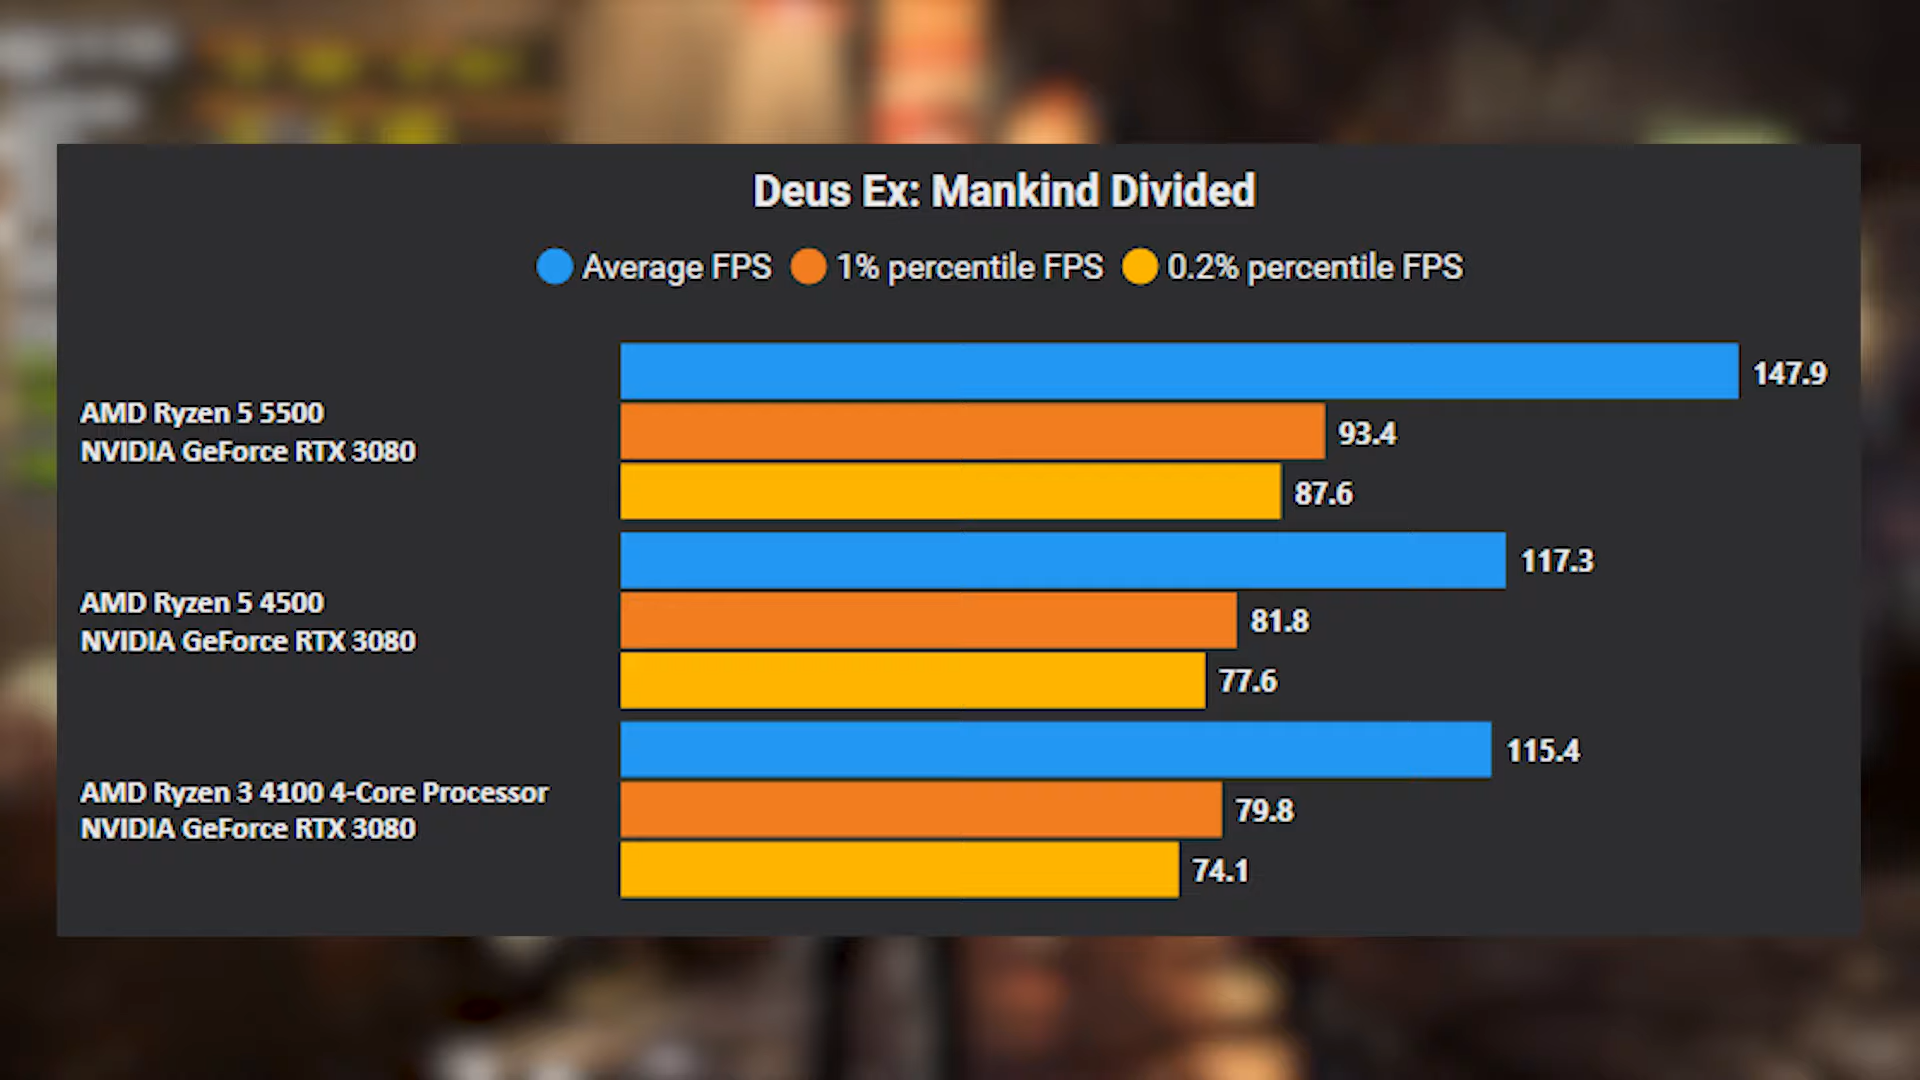 Deus Ex: Mankind Divided
Average FPS 1% percentile FPS 0.2% percentile FPS
AMD Ryzen 5 5500
NVIDIA GeForce RTX 3080
147.9
93.4
87.6
AMD Ryzen 5 4500
NVIDIA GeForce RTX 3080
117.3
81.8
77.6
AMD Ryzen 3 4100 4-Core Processor
NVIDIA GeForce RTX 3080
115.4
79.8
74.1